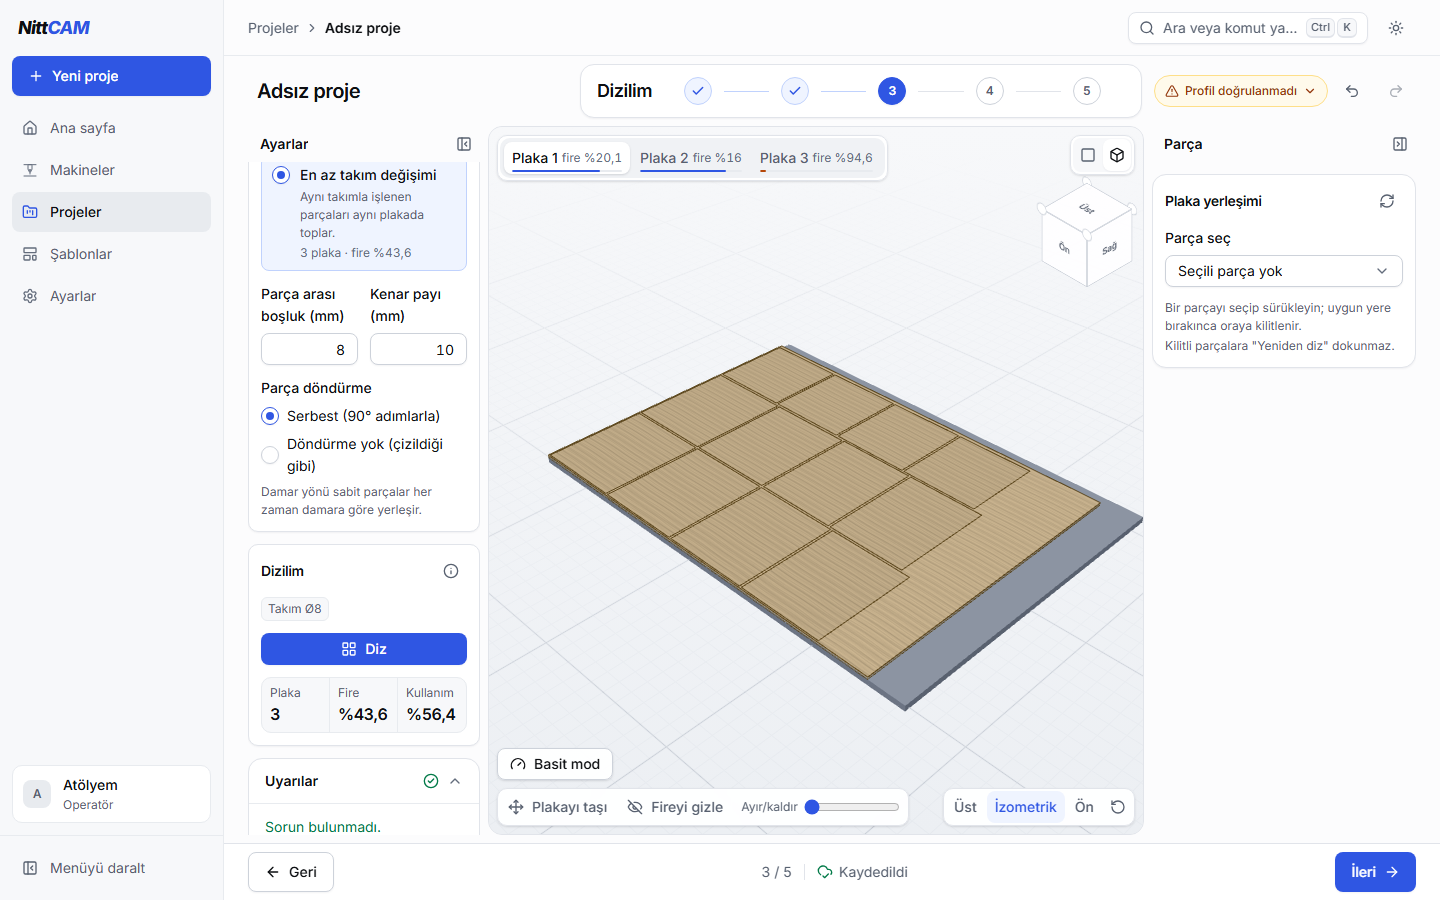 NittCAM
Yeni proje
Ana sayfa
Makineler
Projeler
Şablonlar
Ayarlar
A
Atölyem
Operatör
Menüyü daralt
Projeler > Adsız proje
Ara veya komut ya... Ctrl K
Adsız proje
Dizilim 3 4 5
Profil doğrulanmadı
Ayarlar
En az takım değişimi
Aynı takımla işlenen
parçaları aynı plakada
toplar.
3 plaka · fire %43,6
Parça arası
boşluk (mm)
Kenar payı
(mm)
8
10
Parça döndürme
Serbest (90° adımlarla)
Döndürme yok (çizildiği
gibi)
Damar yönü sabit parçalar her
zaman damara göre yerleşir.
Dizilim
Takım Ø8
Diz
Plaka
3
Fire
%43,6
Kullanım
%56,4
Uyarılar
Sorun bulunmadı.
Plaka 1 fire %20,1
Plaka 2 fire %16
Plaka 3 fire %94,6
Üst
Ön
Sağ
Basit mod
Plakayı taşı
Fireyi gizle
Ayır/kaldır
Üst
İzometrik
Ön
Parça
Plaka yerleşimi
Parça seç
Seçili parça yok
Bir parçayı seçip sürükleyin; uygun yere
bırakınca oraya kilitlenir.
Kilitli parçalara "Yeniden diz" dokunmaz.
Geri
3 / 5
Kaydedildi
İleri